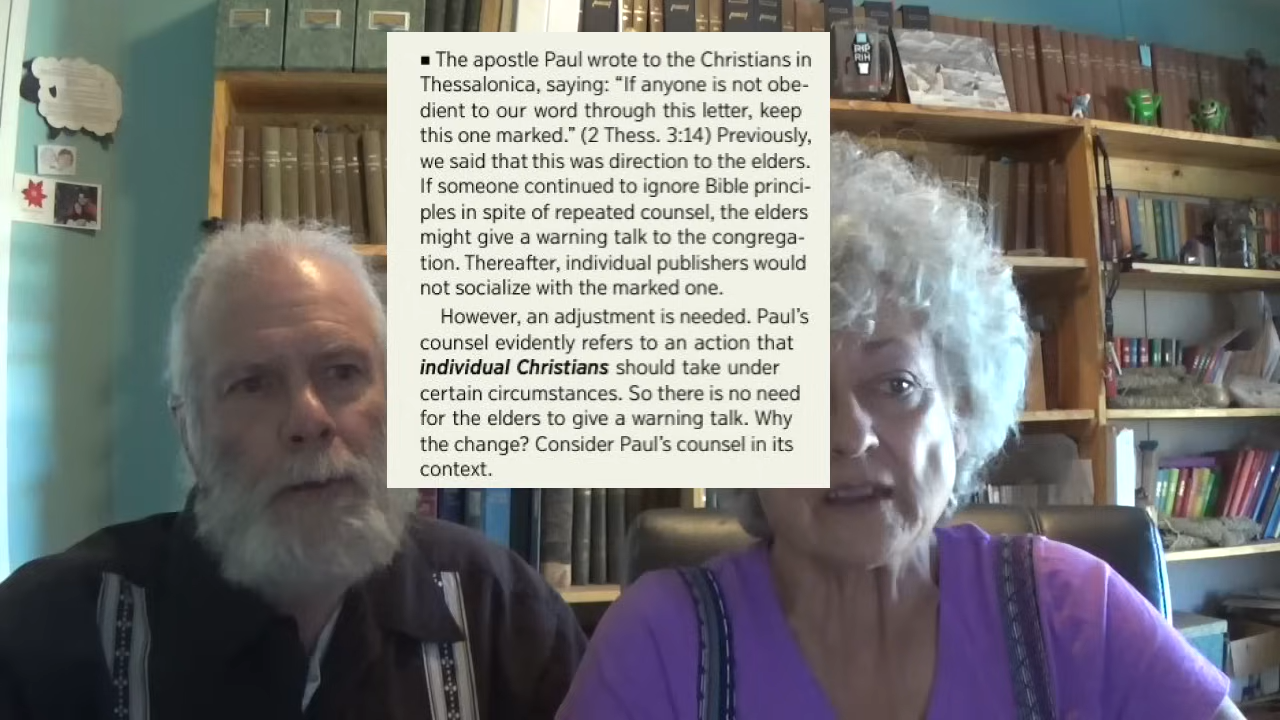 ■ The apostle Paul wrote to the Christians in
Thessalonica, saying: “If anyone is not obe-
dient to our word through this letter, keep
this one marked.” (2 Thess. 3:14) Previously,
we said that this was direction to the elders.
If someone continued to ignore Bible princi-
ples in spite of repeated counsel, the elders
might give a warning talk to the congrega-
tion. Thereafter, individual publishers would
not socialize with the marked one.
However, an adjustment is needed. Paul’s
counsel evidently refers to an action that
individual Christians should take under
certain circumstances. So there is no need
for the elders to give a warning talk. Why
the change? Consider Paul’s counsel in its
context.
RIP
RIH